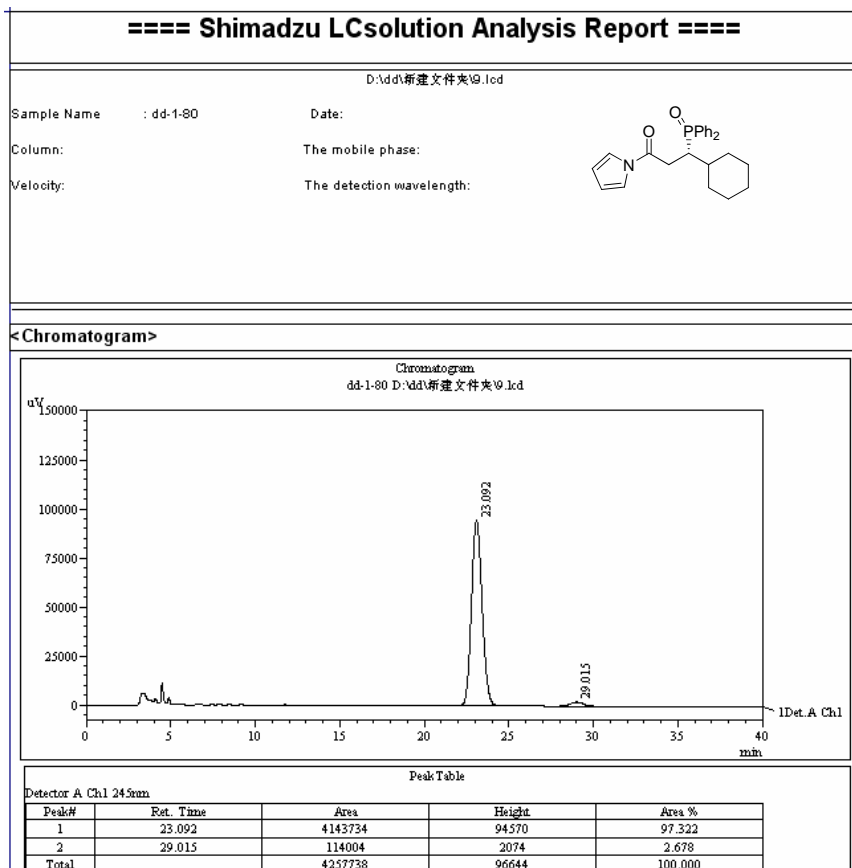 ==== Shimadzu LCsolution Analysis Report ====
D:\dd\新建文件夹\9.lcd
Sample Name : dd-1-80 Date:
Column: The mobile phase:
Velocity: The detection wavelength:
O
O PPh2
N
<Chromatogram>
Chromatogram
dd-1-80 D:\dd\新建文件夹\9.lcd
uV
150000
125000
100000
75000
50000
25000
0
23.092
29.015
1Det.A Ch1
0 5 10 15 20 25 30 35 40
min
PeakTable
Detector A Ch1 245nm
Peak# Ret. Time Area Height Area %
1 23.092 4143734 94570 97.322
2 29.015 114004 2074 2.678
Total 4257738 96644 100.000